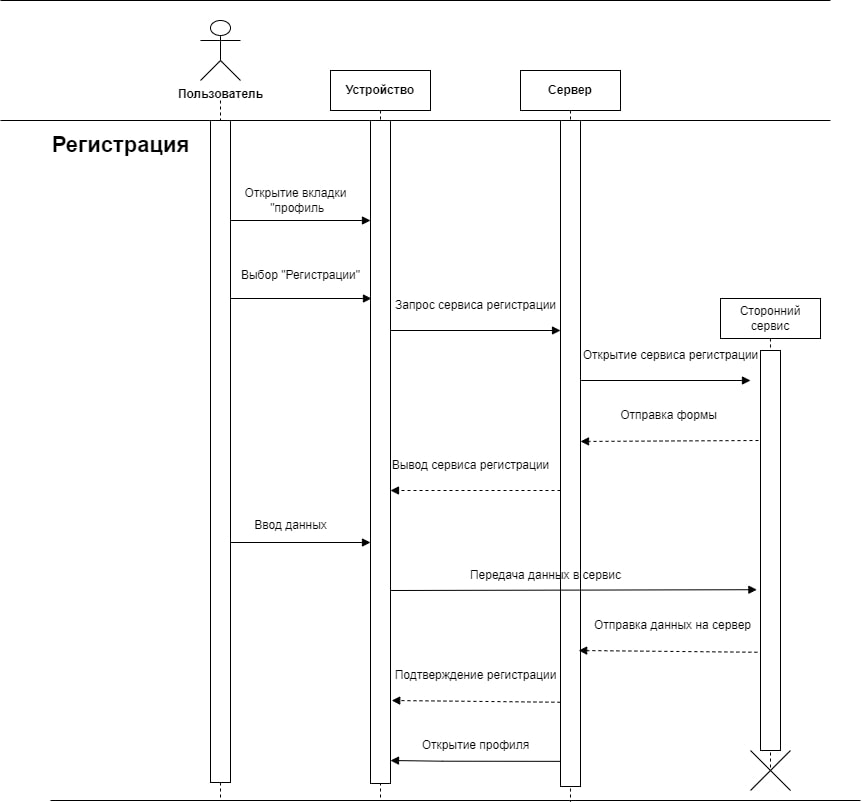 Пользователь
Устройство
Сервер
Регистрация
Открытие вкладки
"профиль
Выбор "Регистрации"
Запрос сервиса регистрации
Сторонний
сервис
Открытие сервиса регистрации
Отправка формы
Вывод сервиса регистрации
Ввод данных
Передача данных в сервис
Отправка данных на сервер
Подтверждение регистрации
Открытие профиля